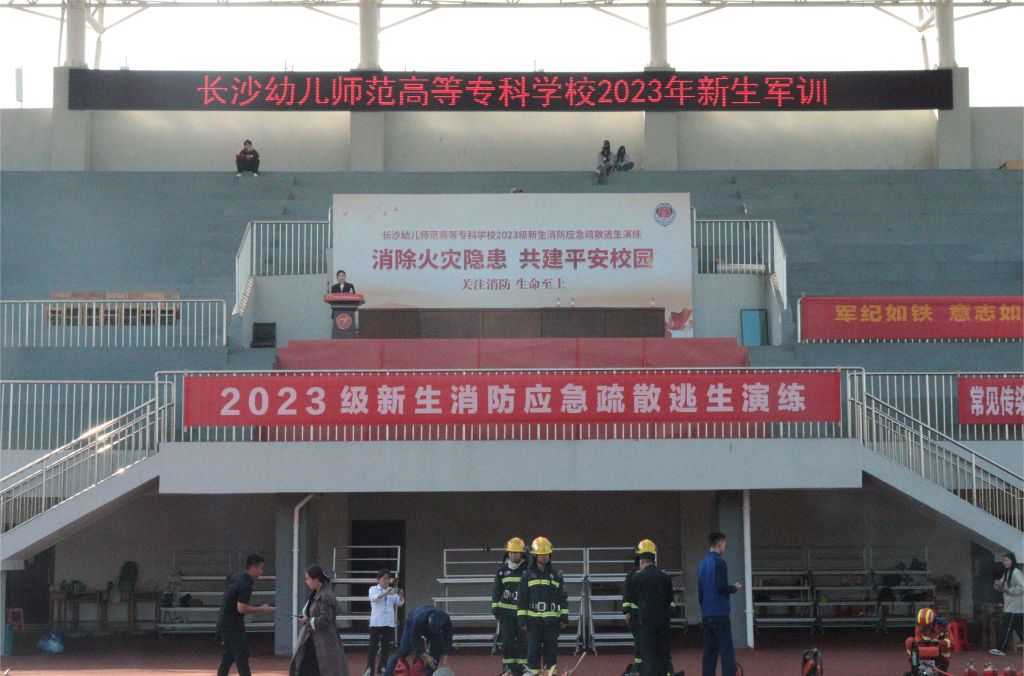 长沙幼儿师范高等专科学校2023年新生军训
长沙幼儿师范高等专科学校2023级新生消防应急疏散逃生演练
消除火灾隐患 共建平安校园
关注消防 生命至上
军纪如铁 意志如
2023级新生消防应急疏散逃生演练
常见传染